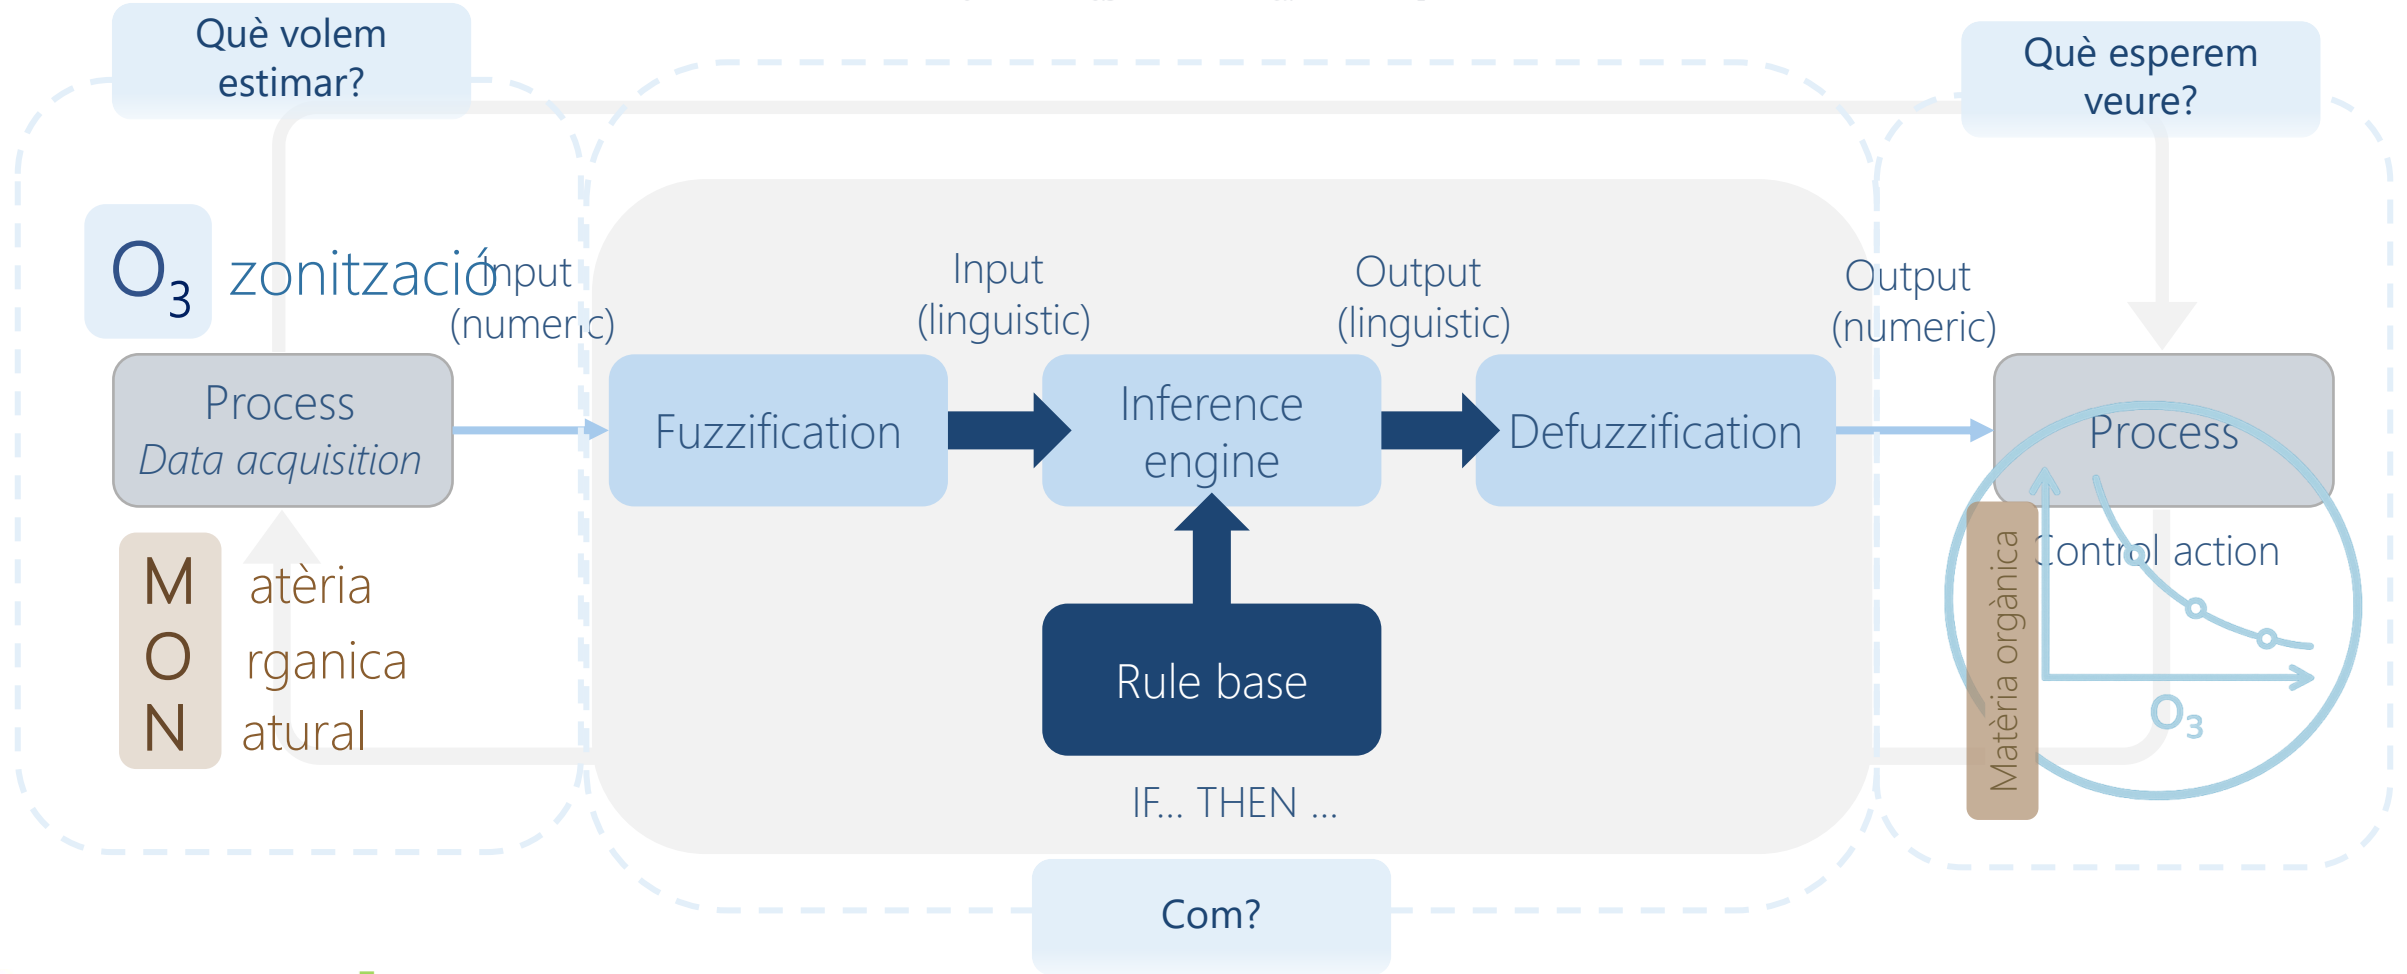 Què volem
estimar?
Què esperem
veure?
O3 zonització
Input
(numeric)
Input
(linguistic)
Output
(linguistic)
Output
(numeric)
Process
Data acquisition
Fuzzification
Inference
engine
Defuzzification
Process
Control action
M atèria
O rganica
N atural
Rule base
IF... THEN ...
Matèria orgànica
O3
Com?